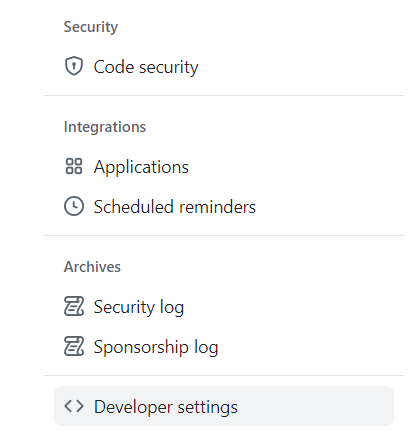 Security
Code security
Integrations
Applications
Scheduled reminders
Archives
Security log
Sponsorship log
Developer settings